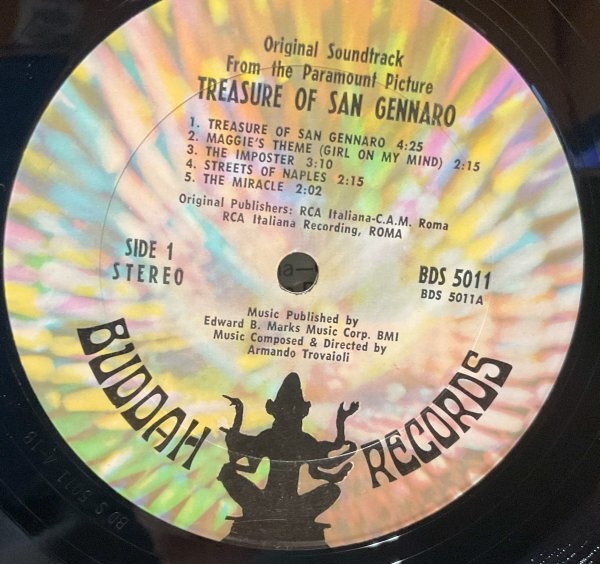 Original Soundtrack
From the Paramount Picture
TREASURE OF SAN GENNARO
1. TREASURE OF SAN GENNARO 4:25
2. MAGGIE'S THEME (GIRL ON MY MIND) 2:15
3. THE IMPOSTER 3:10
4. STREETS OF NAPLES 2:15
5. THE MIRACLE 2:02
Original Publishers: RCA Italiana-C.A.M. Roma
RCA Italiana Recording, ROMA
SIDE 1
STEREO
BDS 5011
BDS 5011A
Music Published by
Edward B. Marks Music Corp. BMI
Music Composed & Directed by
Armando Trovaioli
BUDDAH RECORDS